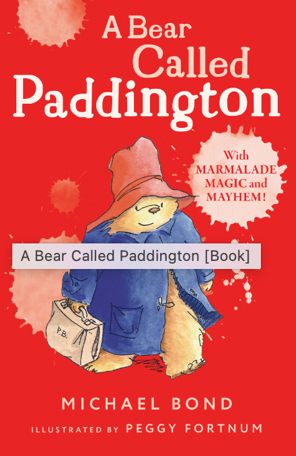 A Bear
Called
Paddington
With
MARMALADE
MAGIC and
MAYHEM!
A Bear Called Paddington [Book]
P.B.
MICHAEL BOND
ILLUSTRATED BY PEGGY FORTNUM